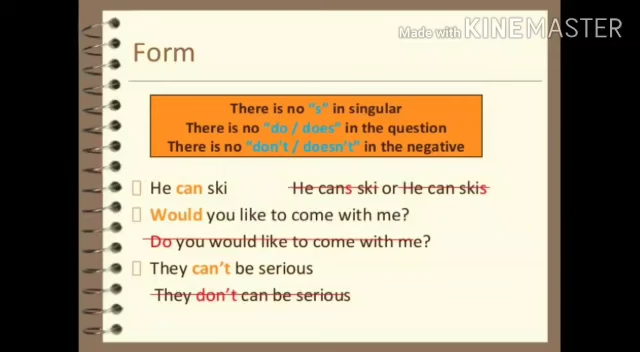 Made with KINEMASTER
Form
There is no “s” in singular
There is no “do / does” in the question
There is no “don’t / doesn’t” in the negative
He can ski He cans ski or He can skis
Would you like to come with me?
Do you would like to come with me?
They can’t be serious
They don’t can be serious